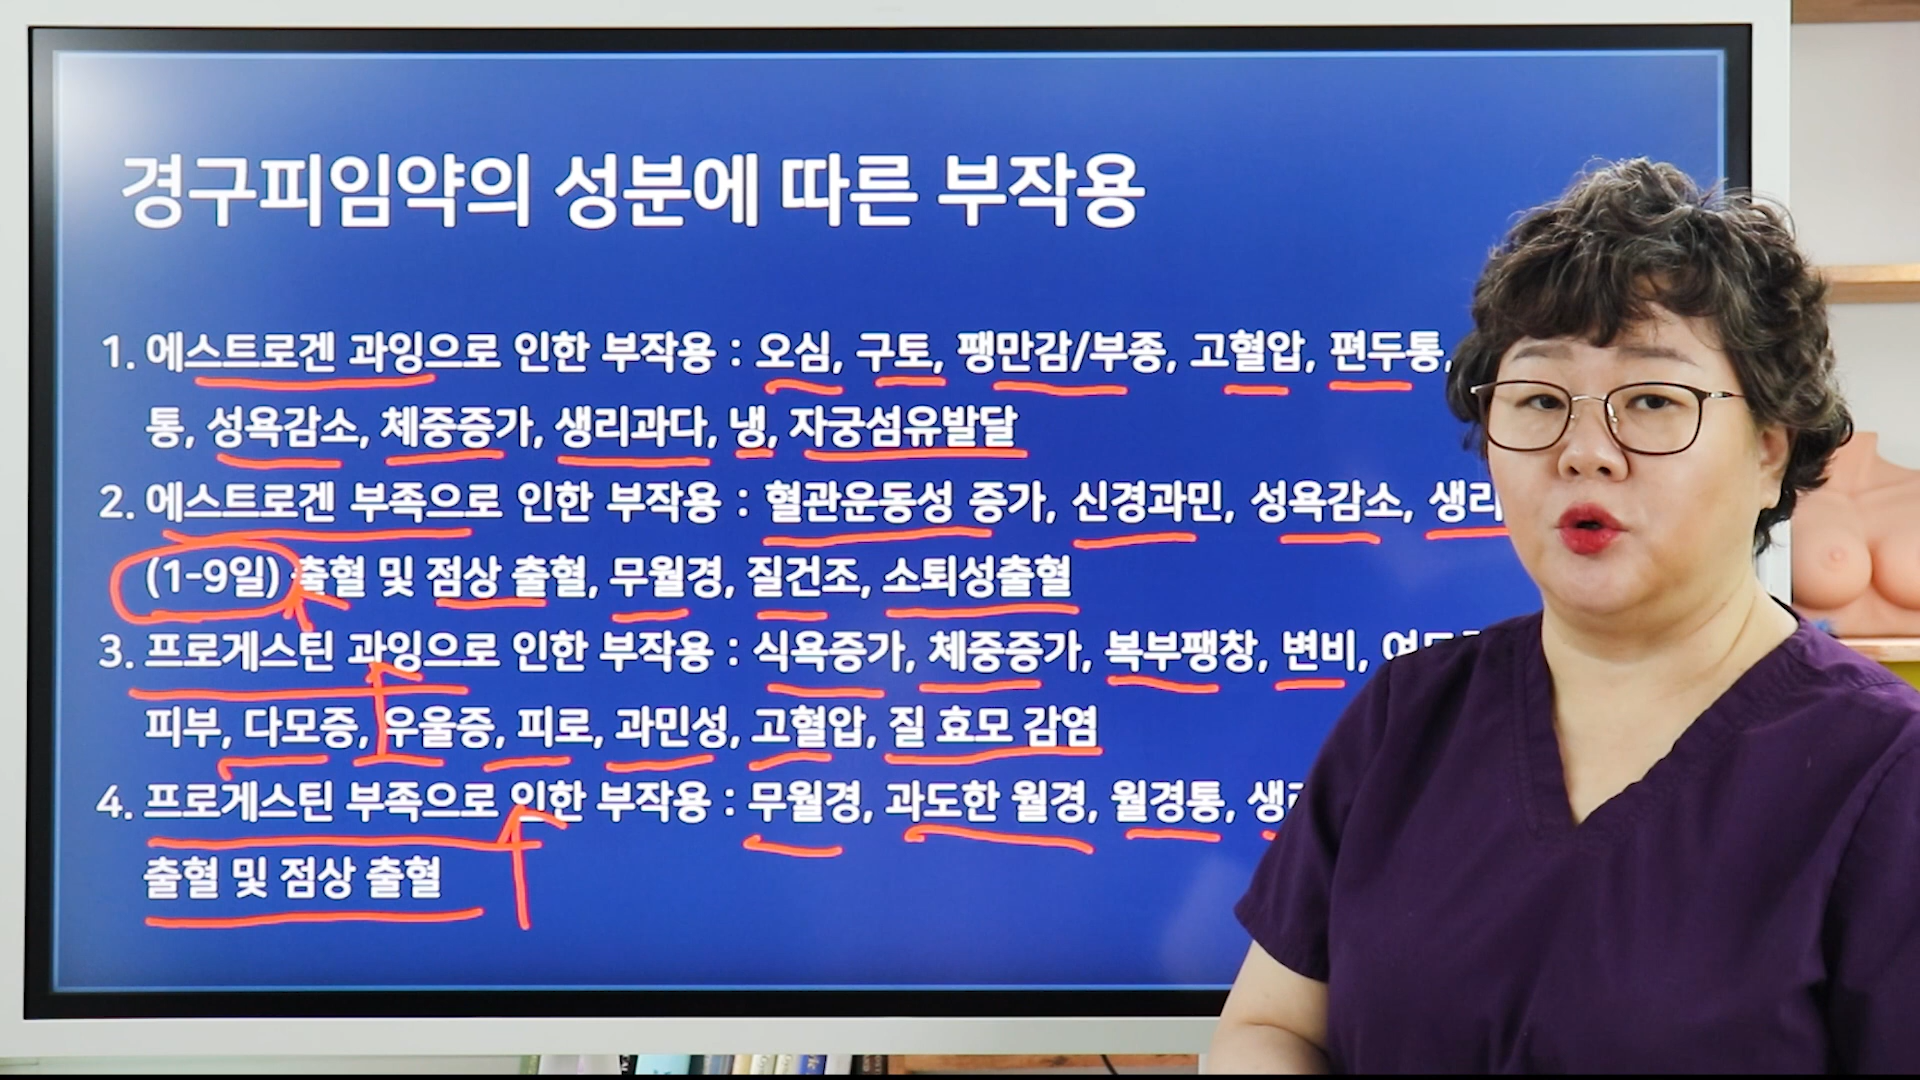 경구피임약의 성분에 따른 부작용
1. 에스트로겐 과잉으로 인한 부작용 : 오심, 구토, 팽만감/부종, 고혈압, 편두통,
통, 성욕감소, 체중증가, 생리과다, 냉, 자궁섬유발달
2. 에스트로겐 부족으로 인한 부작용 : 혈관운동성 증가, 신경과민, 성욕감소, 생리
(1-9일) 출혈 및 점상 출혈, 무월경, 질건조, 소퇴성출혈
3. 프로게스틴 과잉으로 인한 부작용 : 식욕증가, 체중증가, 복부팽창, 변비,
피부, 다모증, 우울증, 피로, 과민성, 고혈압, 질 효모 감염
4. 프로게스틴 부족으로 인한 부작용 : 무월경, 과도한 월경, 월경통,
출혈 및 점상 출혈